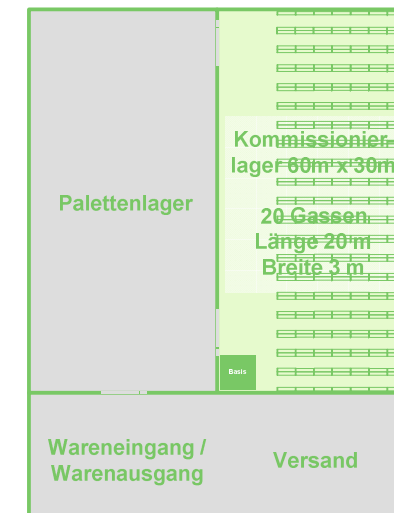 Kommissionier-
lager 60m x 30m
Palettenlager
20 Gassen
Länge 20 m
Breite 3 m
Basis
Wareneingang /
Warenausgang
Versand